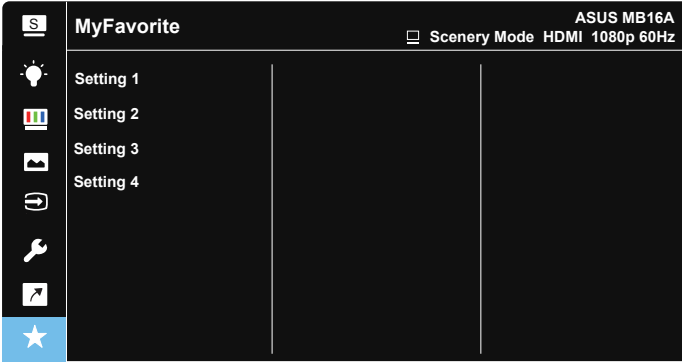 S
MyFavorite
ASUS MB16A
Scenery Mode HDMI 1080p 60Hz
Setting 1
Setting 2
Setting 3
Setting 4